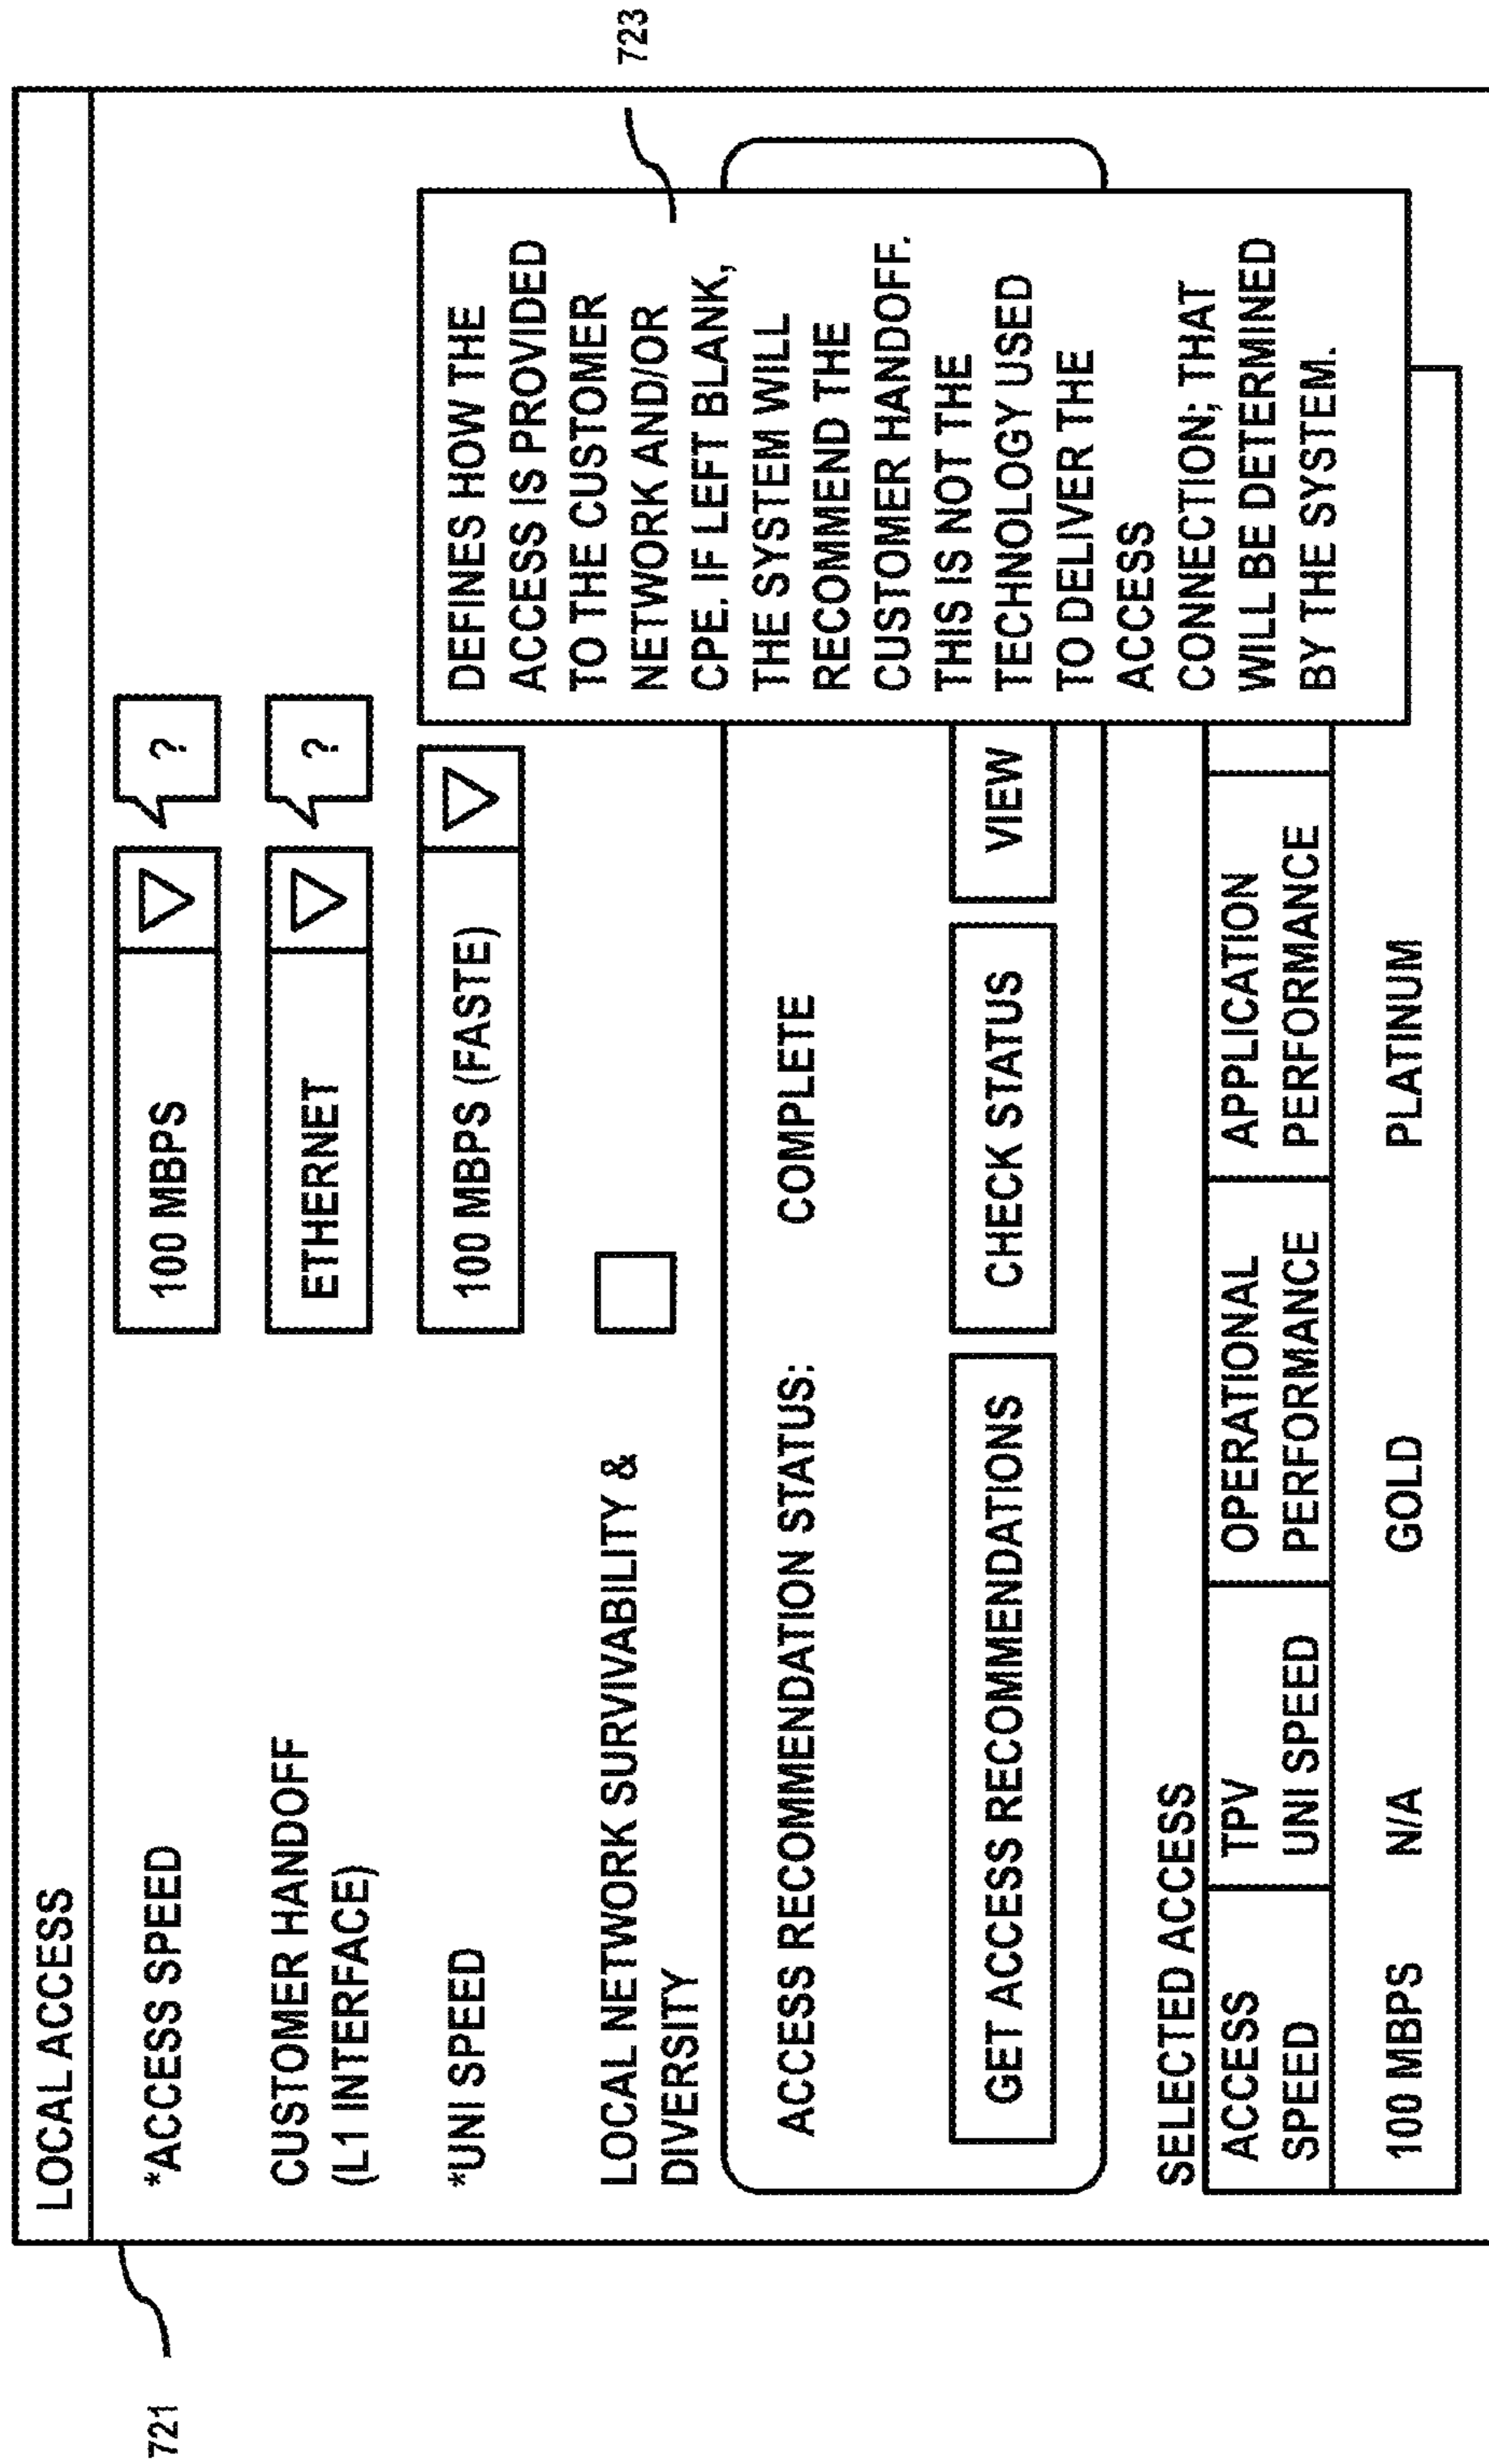 721
LOCAL ACCESS
*ACCESS SPEED
100 MBPS
?
CUSTOMER HANDOFF
(L1 INTERFACE)
ETHERNET
?
*UNI SPEED
100 MBPS (FASTE)
LOCAL NETWORK SURVIVABILITY &
DIVERSITY
723
DEFINES HOW THE
ACCESS IS PROVIDED
TO THE CUSTOMER
NETWORK AND/OR
CPE. IF LEFT BLANK,
THE SYSTEM WILL
RECOMMEND THE
CUSTOMER HANDOFF.
THIS IS NOT THE
TECHNOLOGY USED
TO DELIVER THE
ACCESS
CONNECTION; THAT
WILL BE DETERMINED
BY THE SYSTEM.
ACCESS RECOMMENDATION STATUS:
COMPLETE
GET ACCESS RECOMMENDATIONS
CHECK STATUS
VIEW
SELECTED ACCESS
ACCESS
SPEED
TPV
UNI SPEED
OPERATIONAL
PERFORMANCE
APPLICATION
PERFORMANCE
100 MBPS
N/A
GOLD
PLATINUM